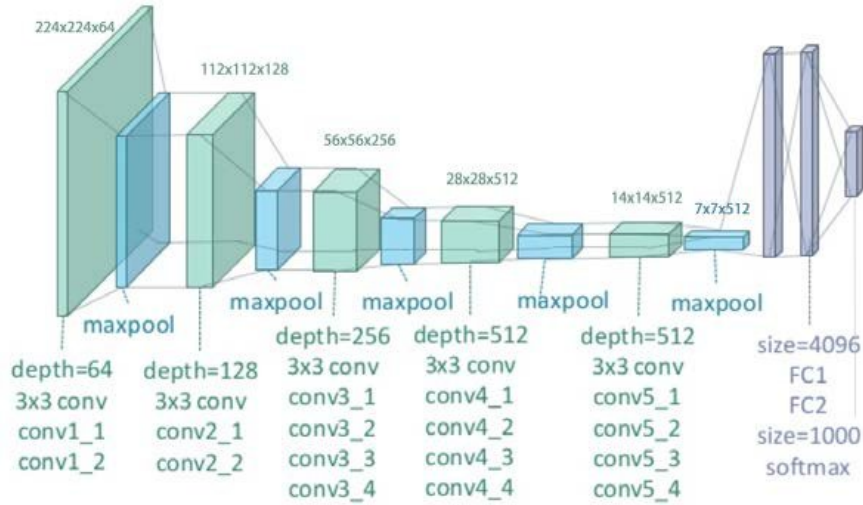 224x224x64
112x112x128
56x56x256
28x28x512
14x14x512
7x7x512
maxpool
maxpool
maxpool
maxpool
maxpool
depth=64
3x3 conv
conv1_1
conv1_2
depth=128
3x3 conv
conv2_1
conv2_2
depth=256
3x3 conv
conv3_1
conv3_2
conv3_3
conv3_4
depth=512
3x3 conv
conv4_1
conv4_2
conv4_3
conv4_4
depth=512
3x3 conv
conv5_1
conv5_2
conv5_3
conv5_4
size=4096
FC1
FC2
size=1000
softmax